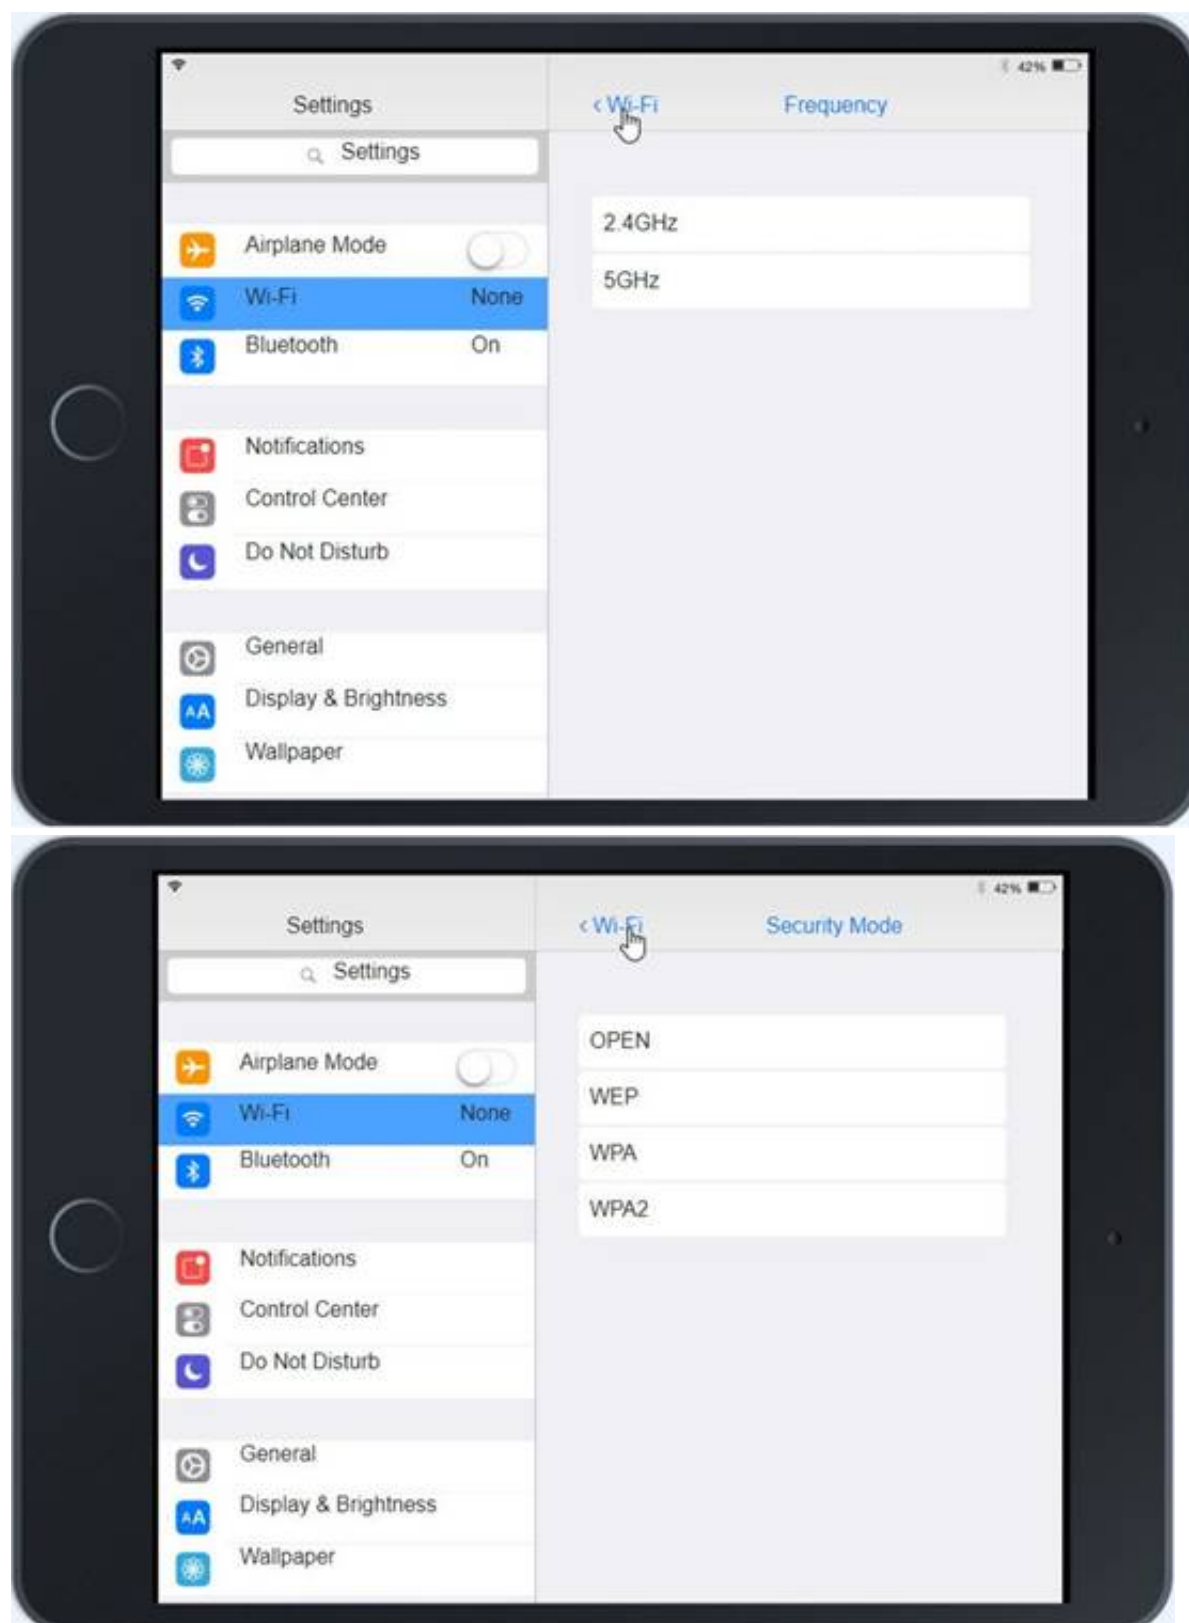 42%
Settings
< Wi-Fi
Frequency
Settings
Airplane Mode
Wi-Fi None
Bluetooth On
Notifications
Control Center
Do Not Disturb
General
AA Display & Brightness
Wallpaper
2.4GHz
5GHz
42%
Settings
< Wi-Fi
Security Mode
Settings
Airplane Mode
Wi-Fi None
Bluetooth On
Notifications
Control Center
Do Not Disturb
General
AA Display & Brightness
Wallpaper
OPEN
WEP
WPA
WPA2